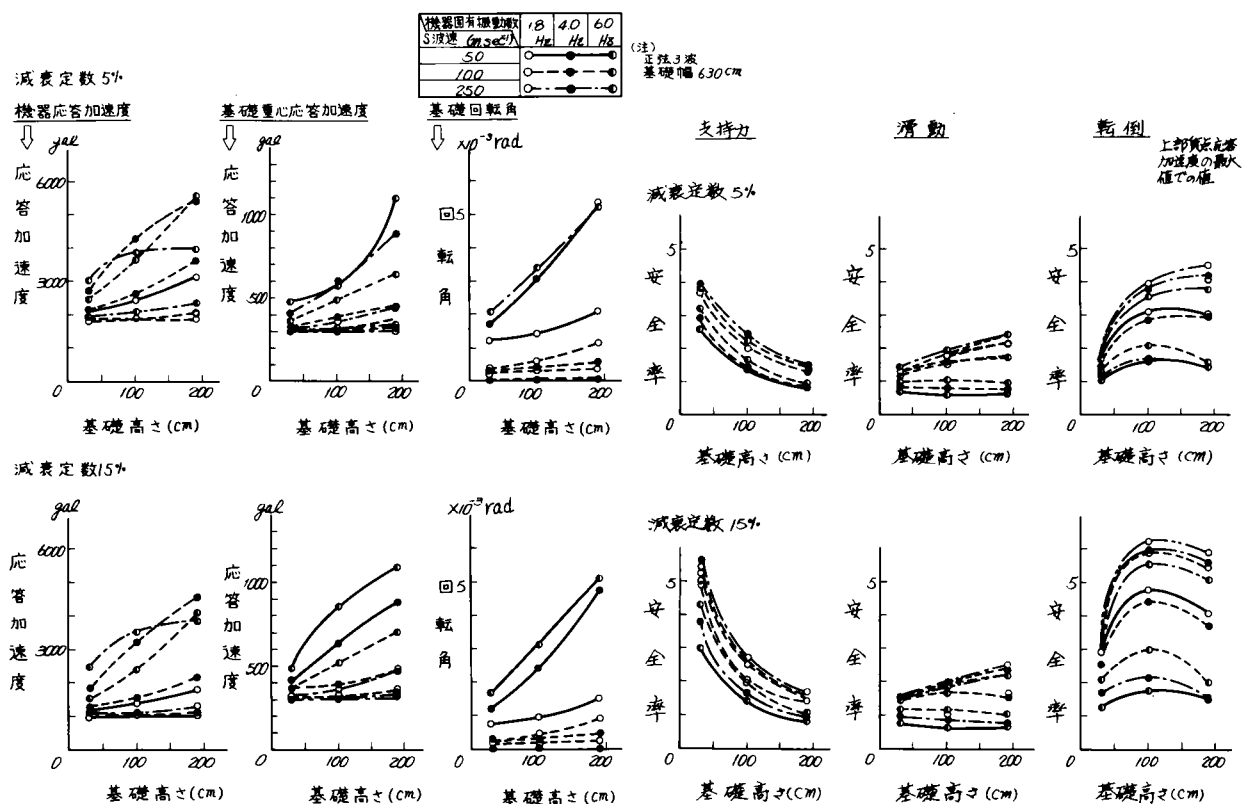 機器固有振動数 1.8 4.0 6.0
S波速 (m.sec⁻¹) Hz Hz Hz
50
100
250
(注)
正弦3波
基礎幅630cm
減衰定数5%
機器応答加速度
基礎重心応答加速度
基礎回転角
支持力
滑動
転倒
上部質点応答
加速度の最大
値での値
減衰定数5%
gal
応答加速度
6000
3000
0
100
200
基礎高さ(cm)
gal
応答加速度
1000
500
0
100
200
基礎高さ(cm)
×10⁻³ rad
回転角
5
0
100
200
基礎高さ(cm)
安全率
5
0
100
200
基礎高さ(cm)
安全率
5
0
100
200
基礎高さ(cm)
安全率
5
0
100
200
基礎高さ(cm)
減衰定数15%
gal
応答加速度
6000
3000
0
100
200
基礎高さ(cm)
gal
応答加速度
1000
500
0
100
200
基礎高さ(cm)
×10⁻³ rad
回転角
5
0
100
200
基礎高さ(cm)
減衰定数15%
安全率
5
0
100
200
基礎高さ(cm)
安全率
5
0
100
200
基礎高さ(cm)
安全率
5
0
100
200
基礎高さ(cm)